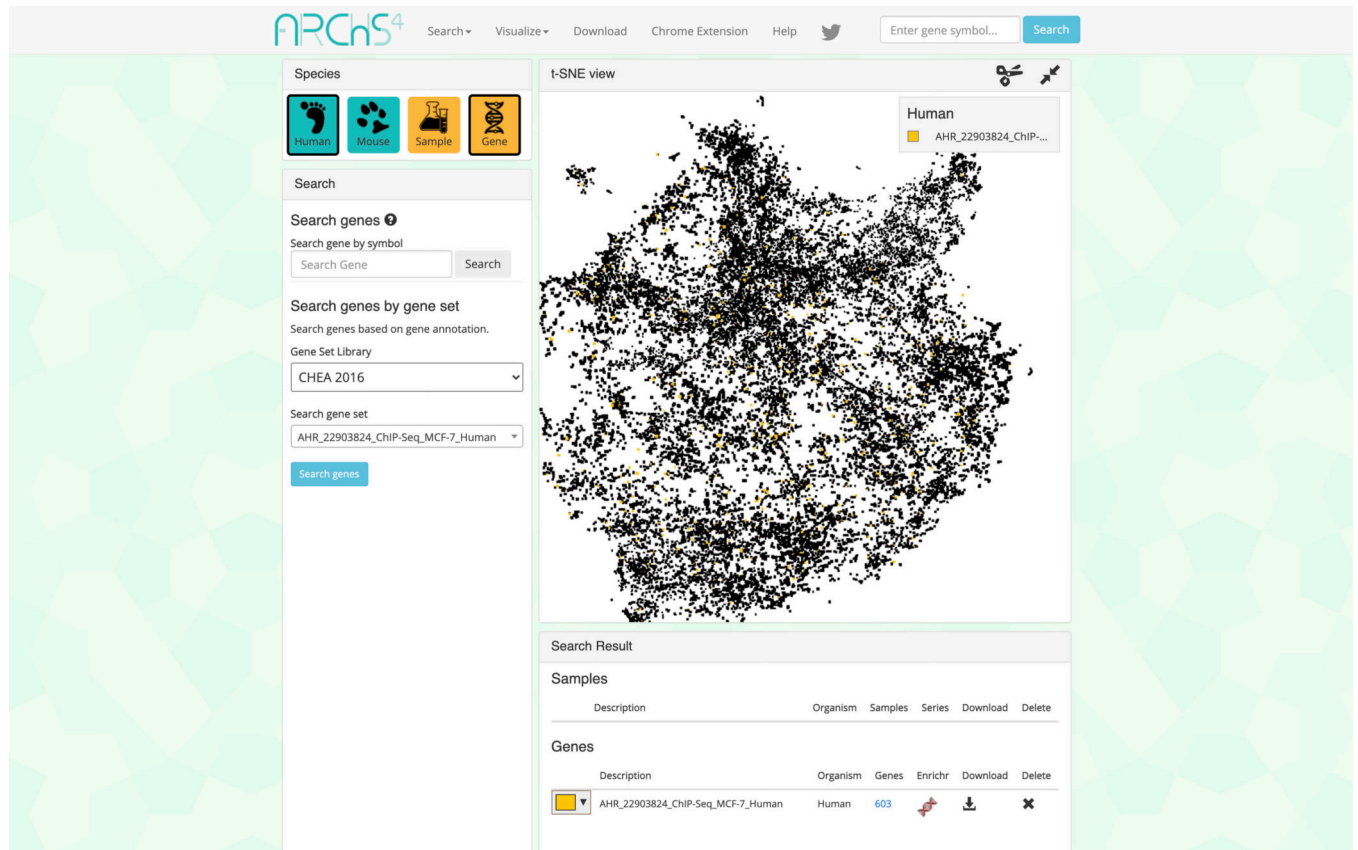 ARCHS4 Search Visualize Download Chrome Extension Help Enter gene symbol... Search
Species
Human Mouse Sample Gene
Search
Search genes
Search gene by symbol
Search Gene Search
Search genes by gene set
Search genes based on gene annotation.
Gene Set Library
CHEA 2016
Search gene set
AHR_22903824_ChIP-Seq_MCF-7_Human
Search genes
t-SNE view
Human
AHR_22903824_ChIP-...
Search Result
Samples
Description Organism Samples Series Download Delete
Genes
Description Organism Genes Enrichr Download Delete
AHR_22903824_ChIP-Seq_MCF-7_Human Human 603